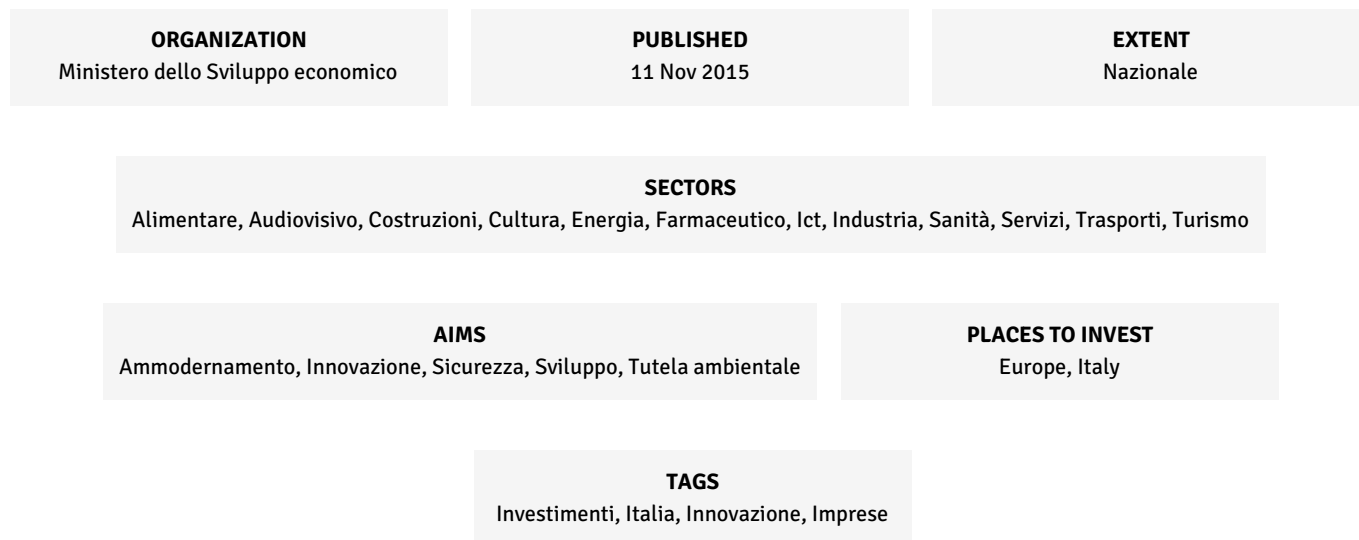 ORGANIZATION
Ministero dello Sviluppo economico
PUBLISHED
11 Nov 2015
EXTENT
Nazionale
SECTORS
Alimentare, Audiovisivo, Costruzioni, Cultura, Energia, Farmaceutico, Ict, Industria, Sanità, Servizi, Trasporti, Turismo
AIMS
Ammodernamento, Innovazione, Sicurezza, Sviluppo, Tutela ambientale
PLACES TO INVEST
Europe, Italy
TAGS
Investimenti, Italia, Innovazione, Imprese